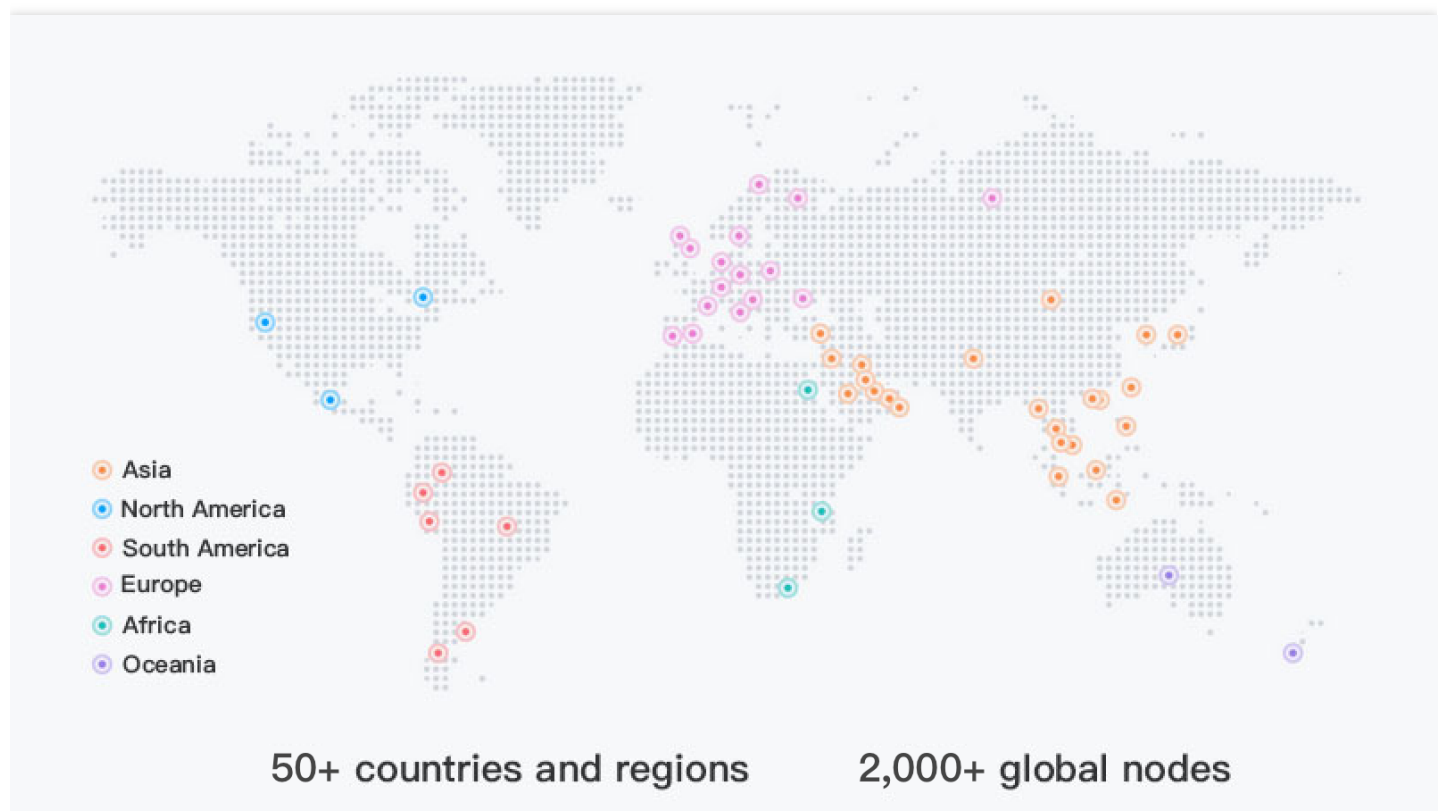 Asia
North America
South America
Europe
Africa
Oceania
50+ countries and regions
2,000+ global nodes